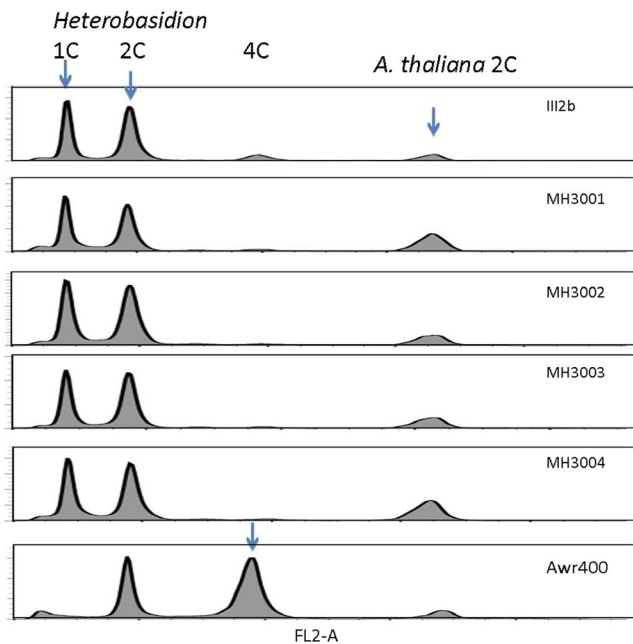 Heterobasidion
1C 2C 4C A. thaliana 2C
III2b
MH3001
MH3002
MH3003
MH3004
Awr400
FL2-A